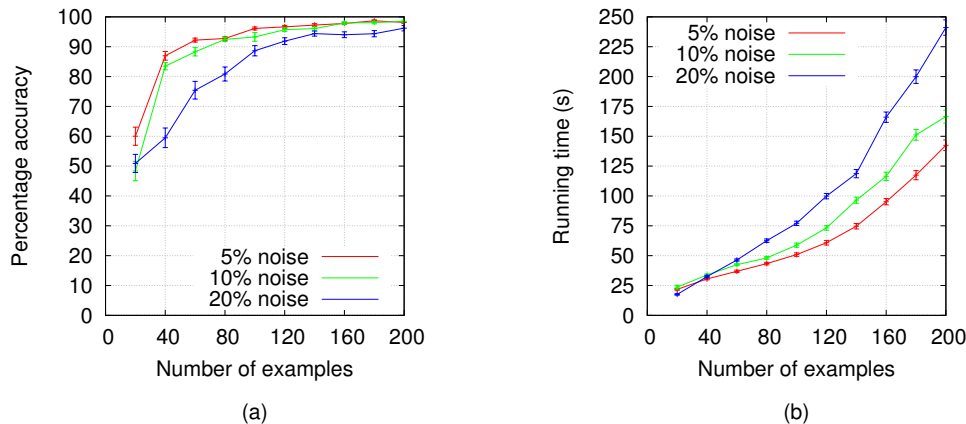 Percentage accuracy
100
90
80
70
60
50
40
30
20
10
0
5% noise
10% noise
20% noise
0 40 80 120 160 200
Number of examples
(a)
Running time (s)
250
225
200
175
150
125
100
75
50
25
0
5% noise
10% noise
20% noise
0 40 80 120 160 200
Number of examples
(b)